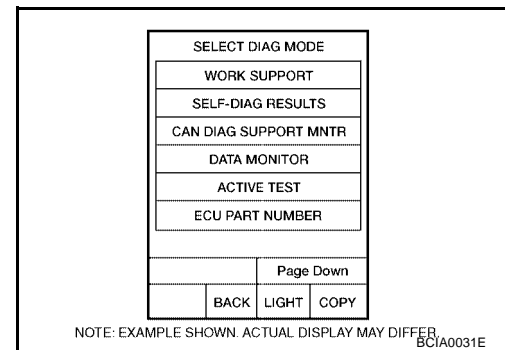 SELECT DIAG MODE
WORK SUPPORT
SELF-DIAG RESULTS
CAN DIAG SUPPORT MNTR
DATA MONITOR
ACTIVE TEST
ECU PART NUMBER
Page Down
BACK LIGHT COPY
NOTE: EXAMPLE SHOWN. ACTUAL DISPLAY MAY DIFFER.
BCIA0031E